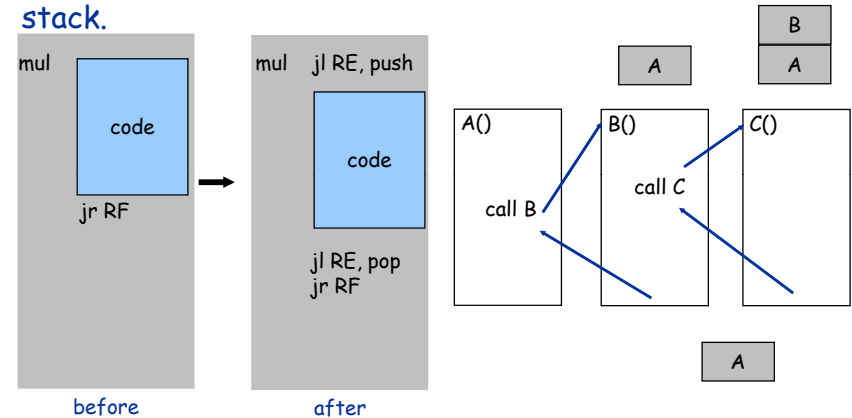 stack.
mul
code
jr RF
before
mul jl RE, push
code
jl RE, pop
jr RF
after
A
B
A
A()
call B
B()
call C
C()
A